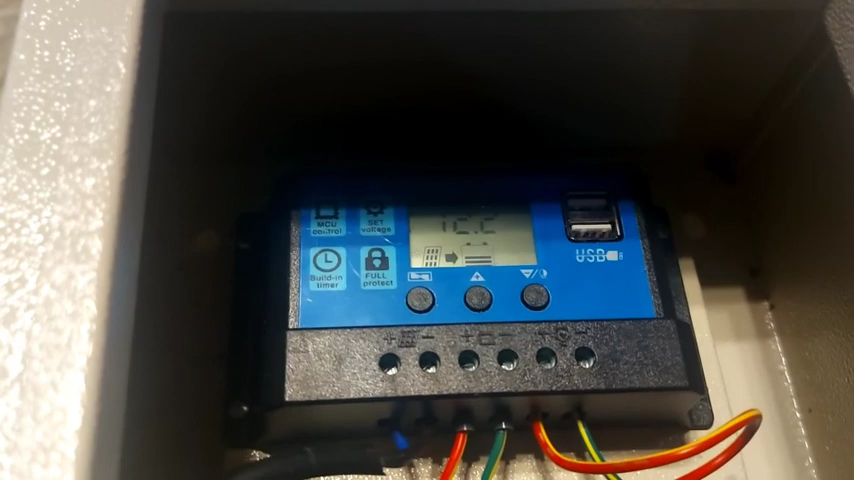 12.2
MCU
control
SET
voltage
Build-in
timer
FULL
protect
USB
+ -
+ -
+ -